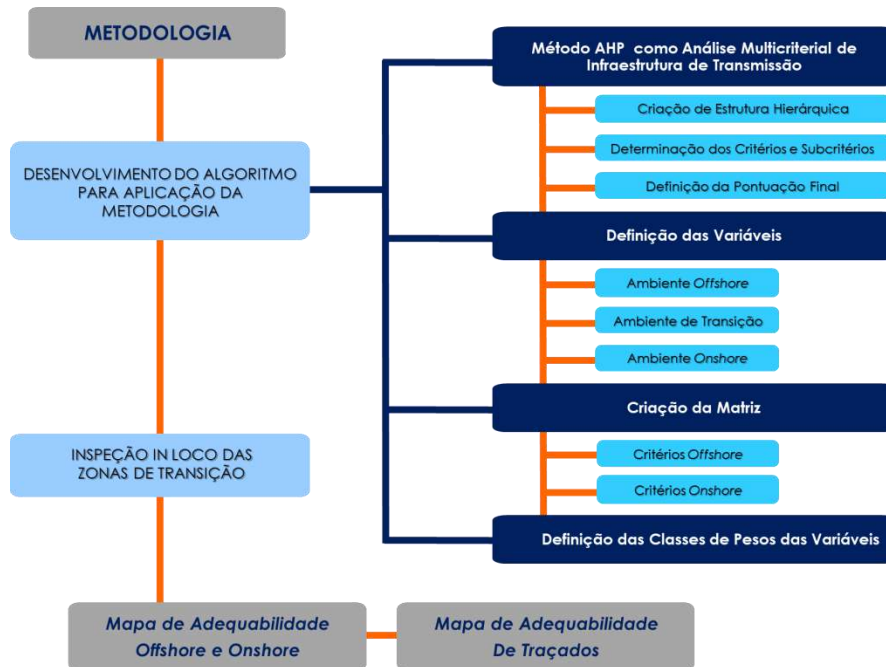 METODOLOGIA
DESENVOLVIMENTO DO ALGORITMO
PARA APLICAÇÃO DA
METODOLOGIA
INSPEÇÃO IN LOCO DAS
ZONAS DE TRANSIÇÃO
Método AHP como Análise Multicriterial de
Infraestrutura de Transmissão
Criação de Estrutura Hierárquica
Determinação dos Critérios e Subcritérios
Definição da Pontuação Final
Definição das Variáveis
Ambiente Offshore
Ambiente de Transição
Ambiente Onshore
Criação da Matriz
Critérios Offshore
Critérios Onshore
Definição das Classes de Pesos das Variáveis
Mapa de Adequabilidade
Offshore e Onshore
Mapa de Adequabilidade
De Traçados